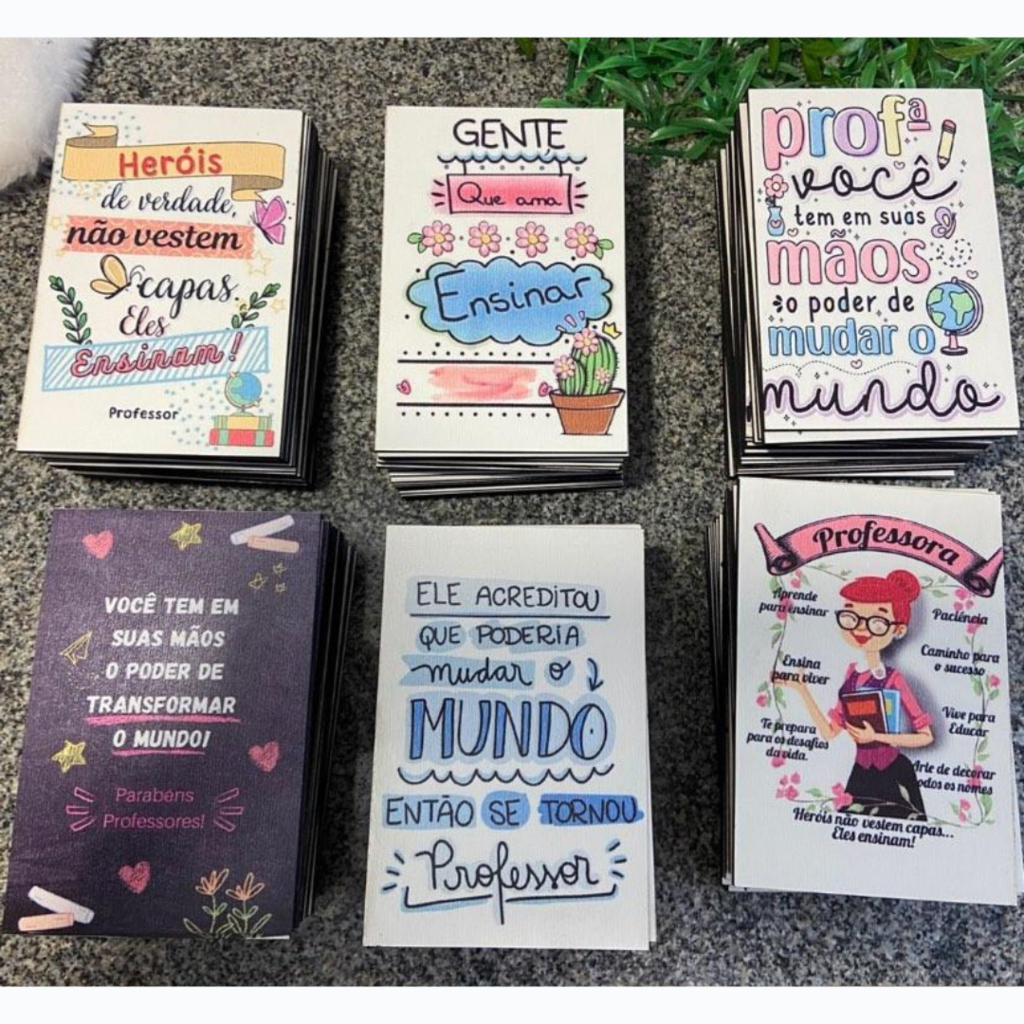 Heróis
de verdade,
não vestem
capas.
Eles
Ensinam!
Professor
GENTE
Que ama
Ensinar
profª
você
tem em suas
mãos
o poder de
mudar o
mundo
VOCÊ TEM EM
SUAS MÃOS
O PODER DE
TRANSFORMAR
O MUNDO!
Parabéns
Professores!
ELE ACREDITOU
QUE PODERIA
mudar o
MUNDO
ENTÃO SE TORNOU
Professor
Professora
Aprende
para ensinar
Paciência
Ensina
para viver
Caminho para
o sucesso
Te prepara
para os desafios
da vida.
Vive para
Educar
Arte de decorar
todos os nomes
Heróis não vestem capas...
Eles ensinam!